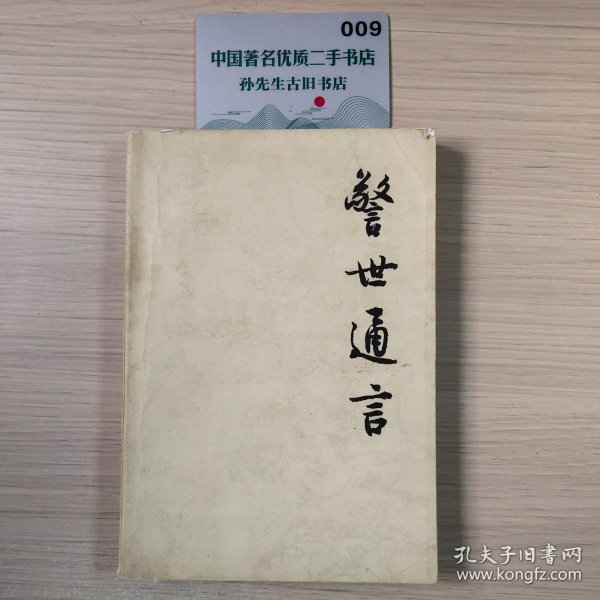 009
中国著名优质二手书店
孙先生古旧书店
警世通言
孔夫子旧书网
www.kongfz.com